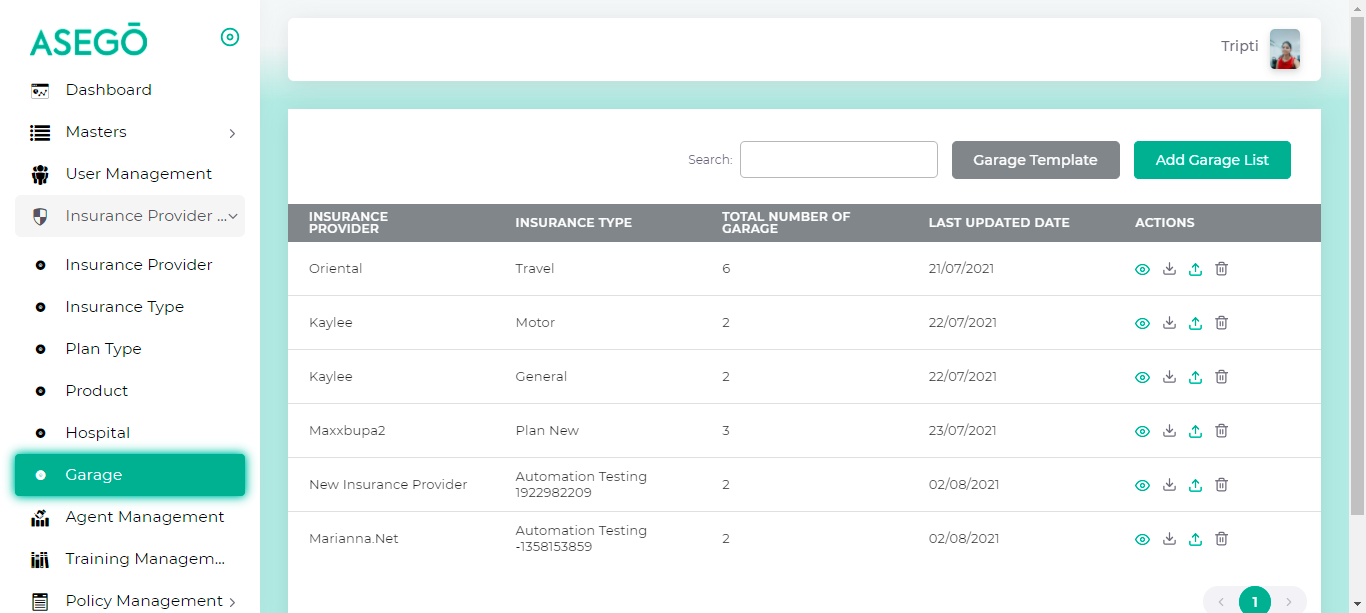 ASEGŌ
Tripti
Dashboard
Masters
User Management
Insurance Provider ...
Insurance Provider
Insurance Type
Plan Type
Product
Hospital
Garage
Agent Management
Training Managem...
Policy Management
Search:
Garage Template
Add Garage List
INSURANCE PROVIDER INSURANCE TYPE TOTAL NUMBER OF GARAGE LAST UPDATED DATE ACTIONS
Oriental Travel 6 21/07/2021
Kaylee Motor 2 22/07/2021
Kaylee General 2 22/07/2021
Maxxbupa2 Plan New 3 23/07/2021
New Insurance Provider Automation Testing 1922982209 2 02/08/2021
Marianna.Net Automation Testing -1358153859 2 02/08/2021
1